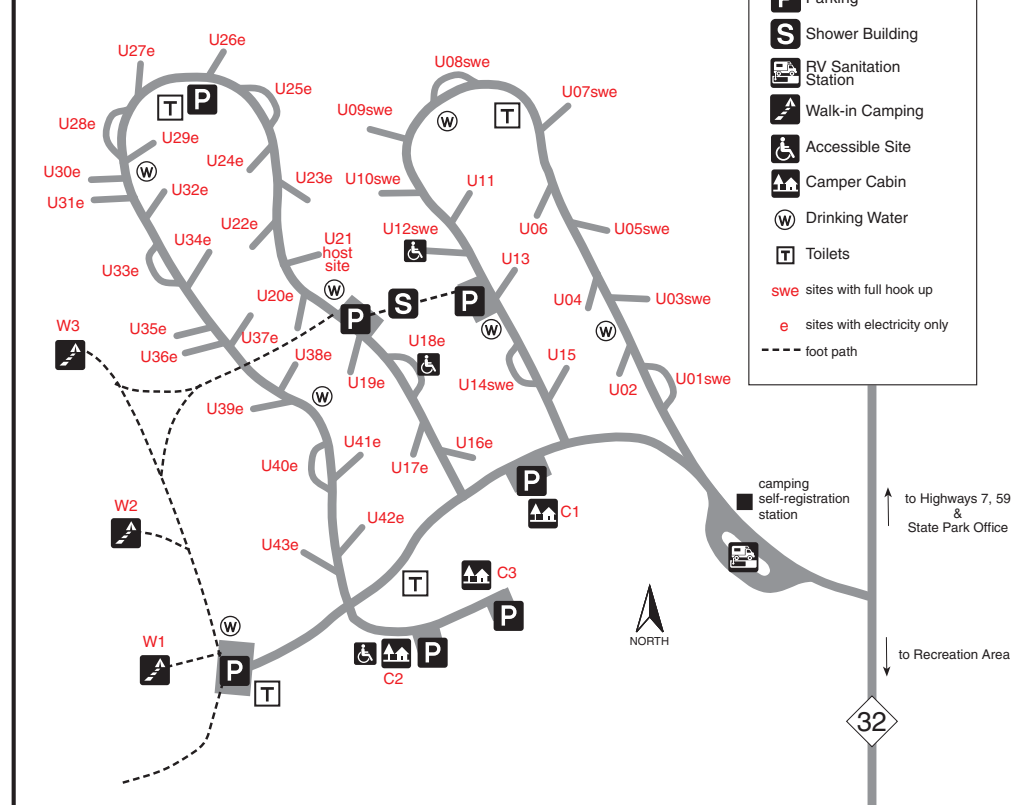 Parking
P
S
Shower Building
RV Sanitation
Station
Walk-in Camping
Accessible Site
Camper Cabin
W
Drinking Water
T
Toilets
swe sites with full hook up
e sites with electricity only
foot path
U26e
U27e
T
P
U25e
U28e
U29e
U24e
U30e
W
U31e
U32e
U23e
U22e
U34e
U21
host
site
U33e
U20e
W
P
S
U35e
U36e
U37e
U38e
U19e
U18e
U39e
W
U41e
U40e
U17e
U16e
U42e
U43e
U08swe
U07swe
U09swe
W
T
U10swe
U11
U06
U05swe
U12swe
U13
P
U04
U03swe
W
W
U15
U14swe
U02
U01swe
W3
W2
W1
W
P
T
P
C1
T
C3
P
P
C2
camping
self-registration
station
NORTH
to Highways 7, 59
&
State Park Office
to Recreation Area
32